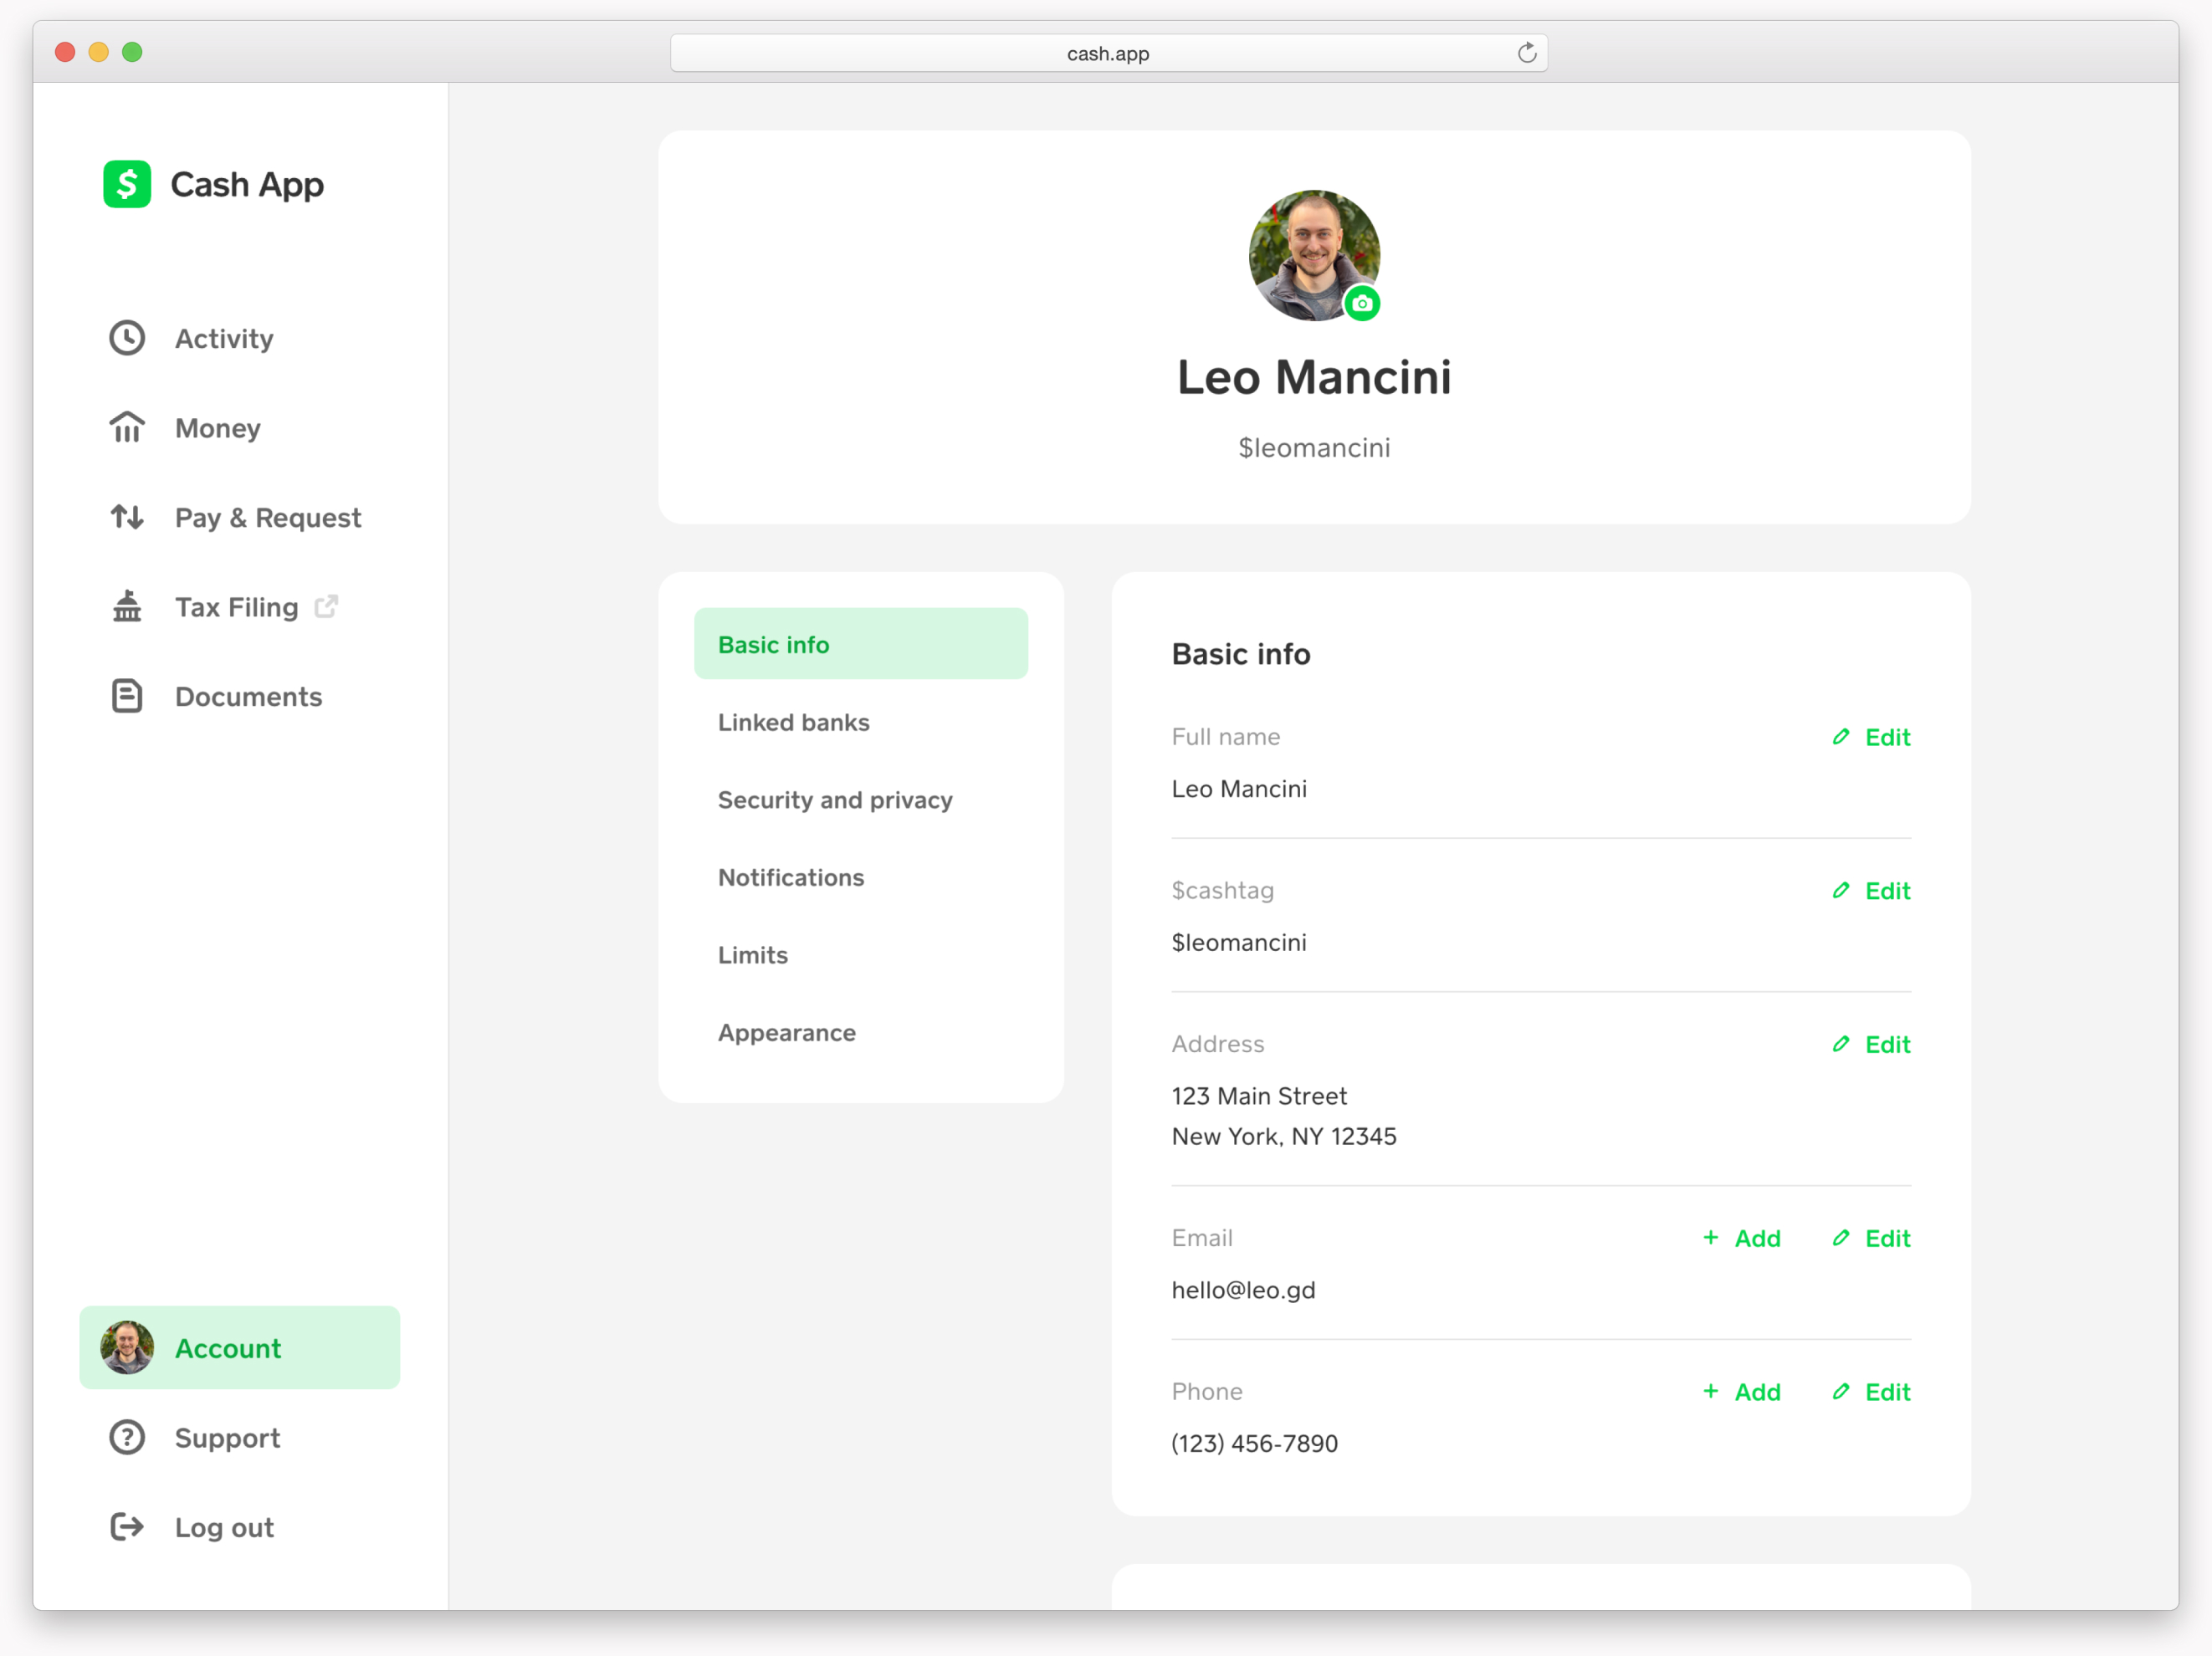 cash.app
Cash App
Activity
Money
Pay & Request
Tax Filing
Documents
Account
Support
Log out
Leo Mancini
$leomancini
Basic info
Linked banks
Security and privacy
Notifications
Limits
Appearance
Basic info
Full name
Edit
Leo Mancini
$cashtag
Edit
$leomancini
Address
Edit
123 Main Street
New York, NY 12345
Email
+ Add
Edit
hello@leo.gd
Phone
+ Add
Edit
(123) 456-7890